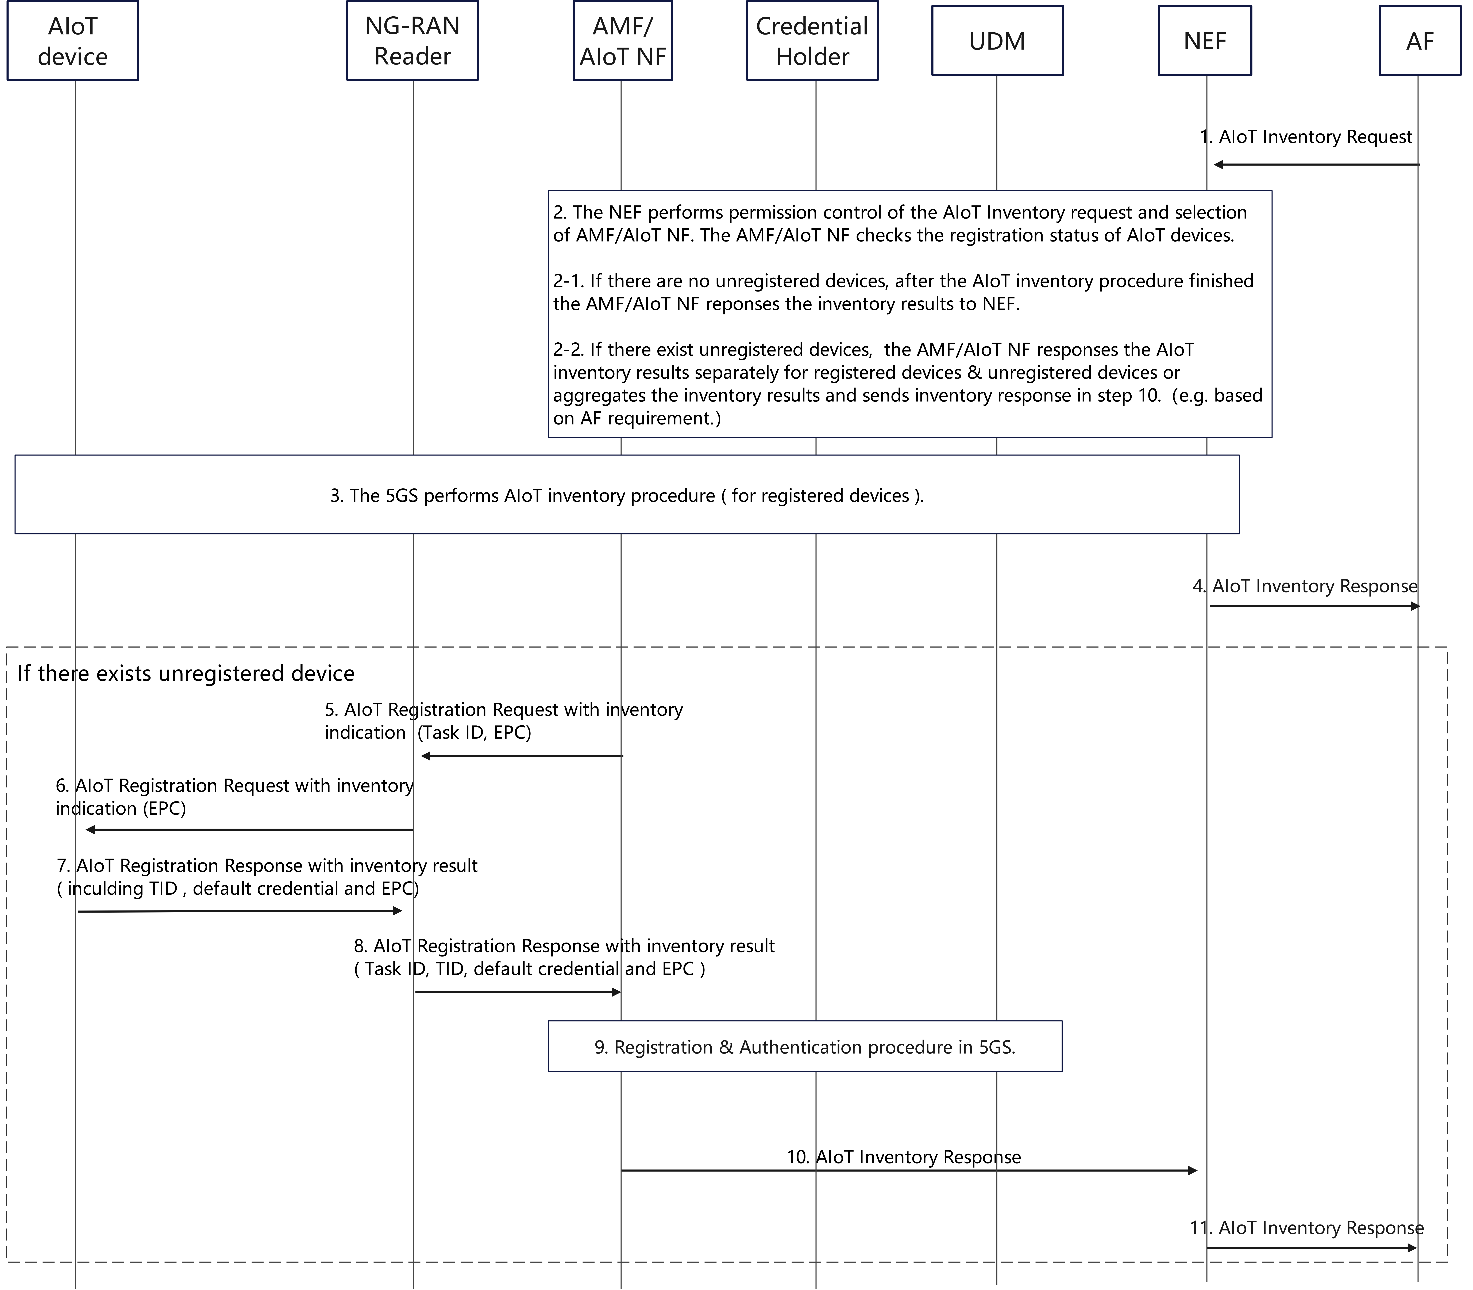 AIoT
device
NG-RAN
Reader
AMF/
AIoT NF
Credential
Holder
UDM
NEF
AF
1. AIoT Inventory Request
2. The NEF performs permission control of the AIoT Inventory request and selection
of AMF/AIoT NF. The AMF/AIoT NF checks the registration status of AIoT devices.
2-1. If there are no unregistered devices, after the AIoT inventory procedure finished
the AMF/AIoT NF reponses the inventory results to NEF.
2-2. If there exist unregistered devices,  the AMF/AIoT NF responses the AIoT
inventory results separately for registered devices & unregistered devices or
aggregates the inventory results and sends inventory response in step 10.  (e.g. based
on AF requirement.)
3. The 5GS performs AIoT inventory procedure ( for registered devices ).
4. AIoT Inventory Response
If there exists unregistered device
5. AIoT Registration Request with inventory
indication  (Task ID, EPC)
6. AIoT Registration Request with inventory
indication (EPC)
7. AIoT Registration Response with inventory result
( inculding TID , default credential and EPC)
8. AIoT Registration Response with inventory result
( Task ID, TID, default credential and EPC )
9. Registration & Authentication procedure in 5GS.
10. AIoT Inventory Response
11. AIoT Inventory Response